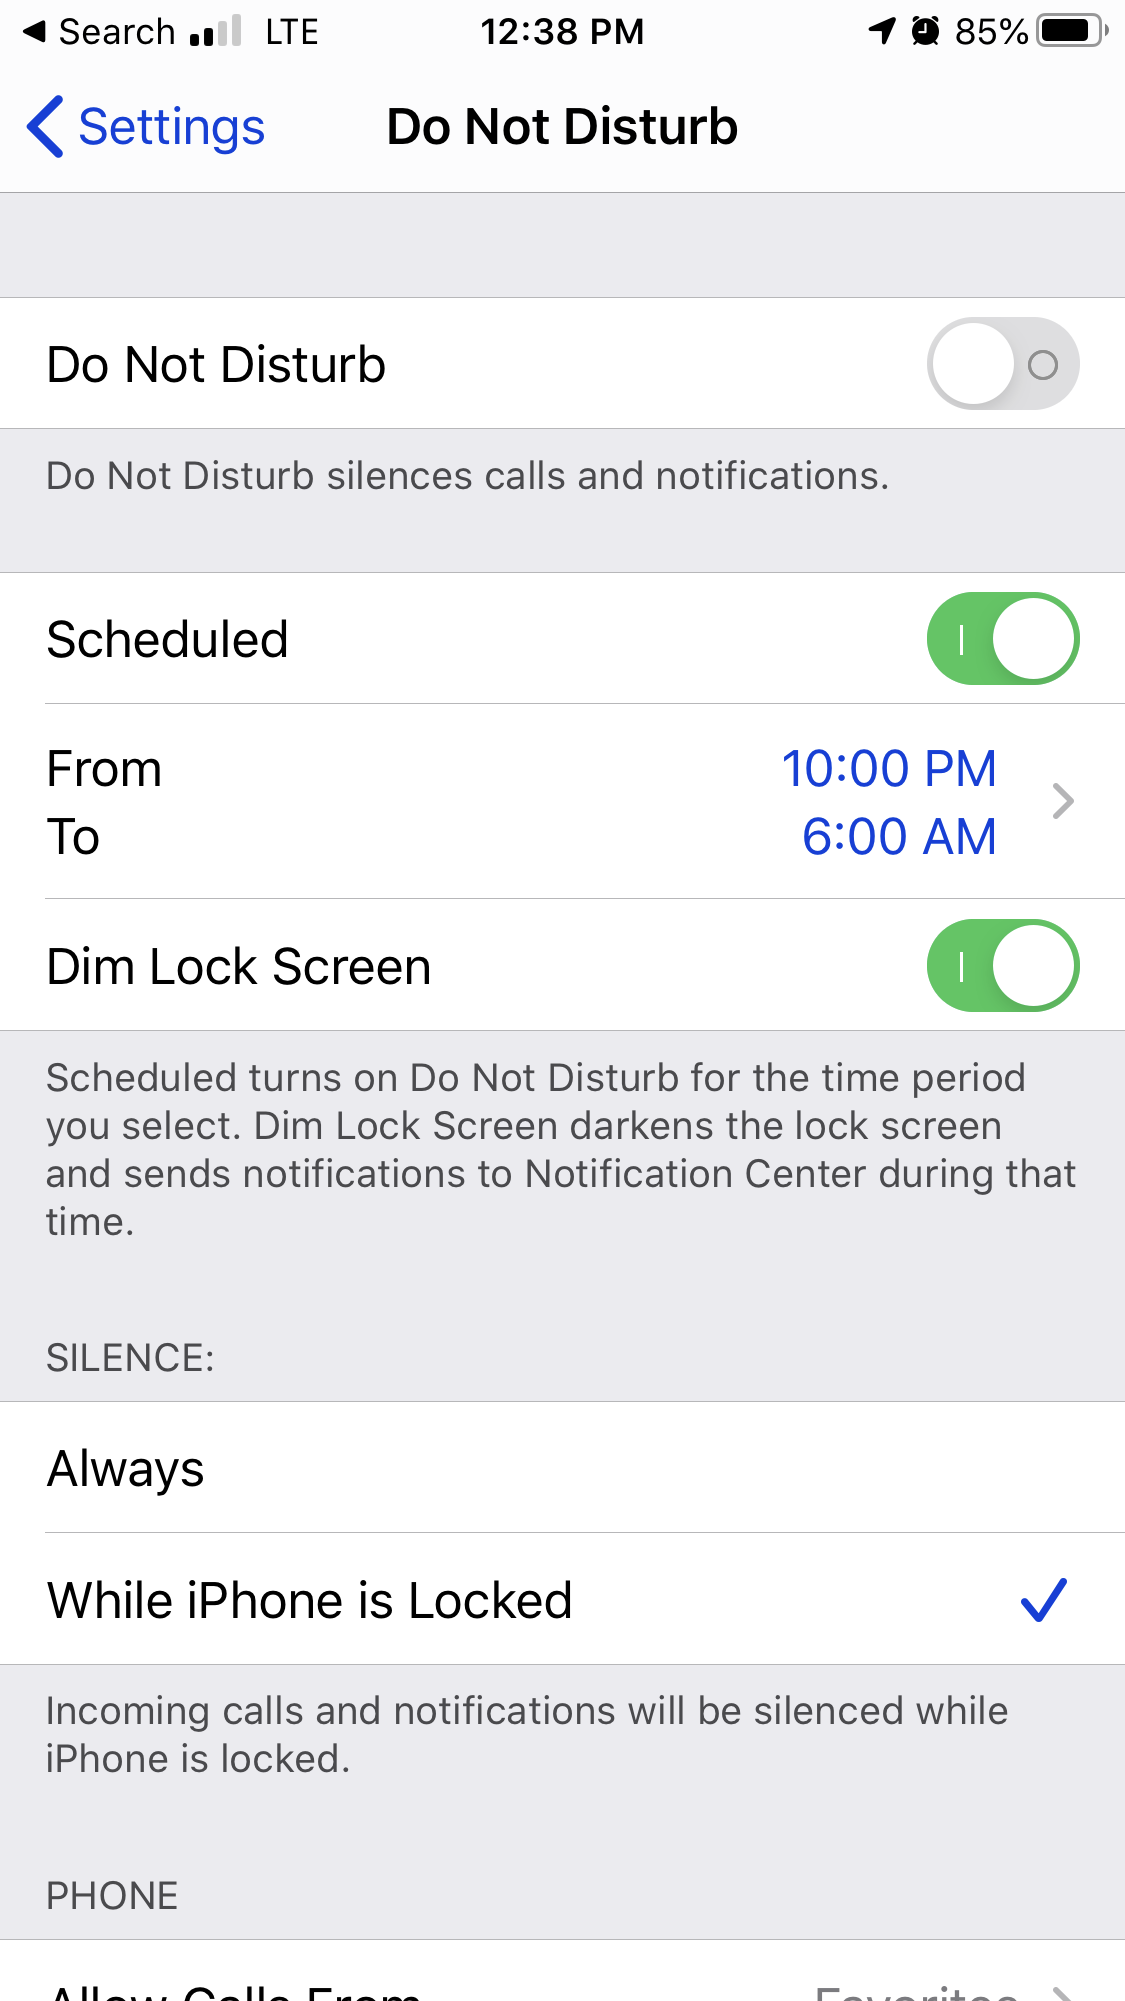 Search LTE 12:38 PM 85%
Settings Do Not Disturb
Do Not Disturb
Do Not Disturb silences calls and notifications.
Scheduled
From 10:00 PM
To 6:00 AM
Dim Lock Screen
Scheduled turns on Do Not Disturb for the time period
you select. Dim Lock Screen darkens the lock screen
and sends notifications to Notification Center during that
time.
SILENCE:
Always
While iPhone is Locked
Incoming calls and notifications will be silenced while
iPhone is locked.
PHONE
Allow Calls From Favorites